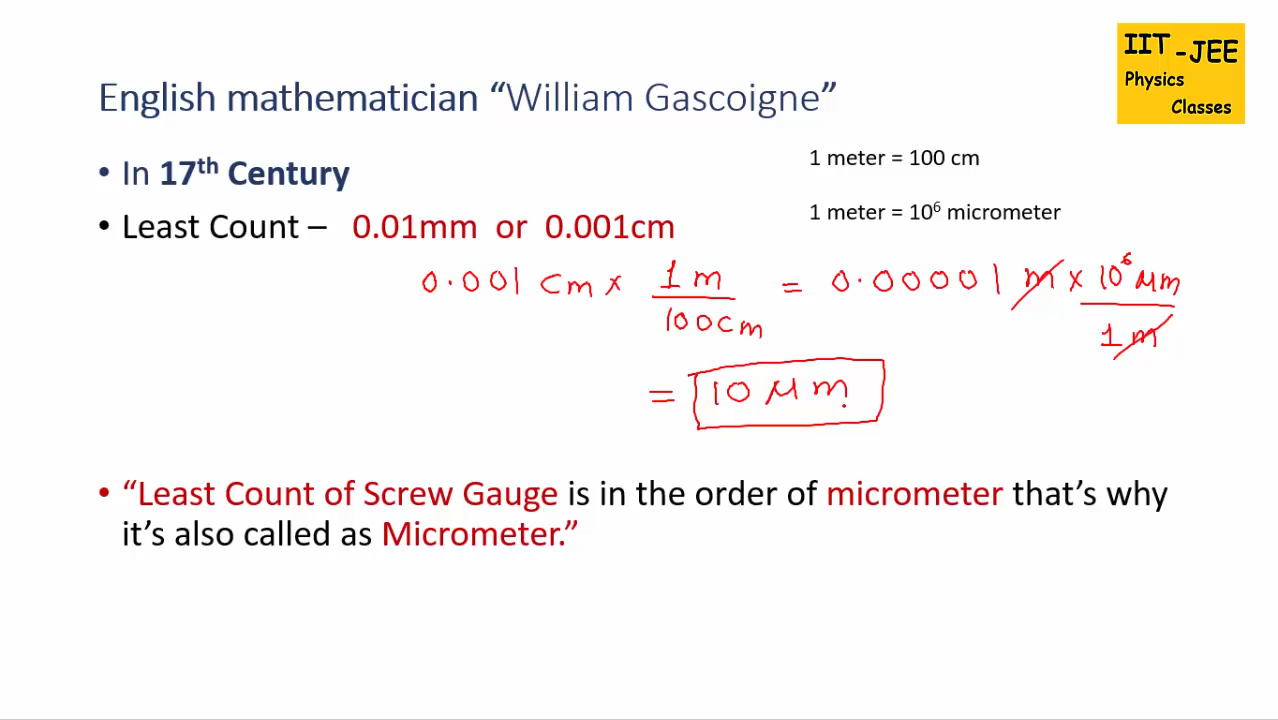 IIT -JEE
Physics
Classes
English mathematician “William Gascoigne”
• In 17th Century
1 meter = 100 cm
• Least Count – 0.01mm or 0.001cm
1 meter = 10⁶ micrometer
0.001 cm × 1 m / 100cm = 0.00001 m × 10⁶ μm / 1 m
= 10 μm.
• “Least Count of Screw Gauge is in the order of micrometer that’s why
it’s also called as Micrometer.”